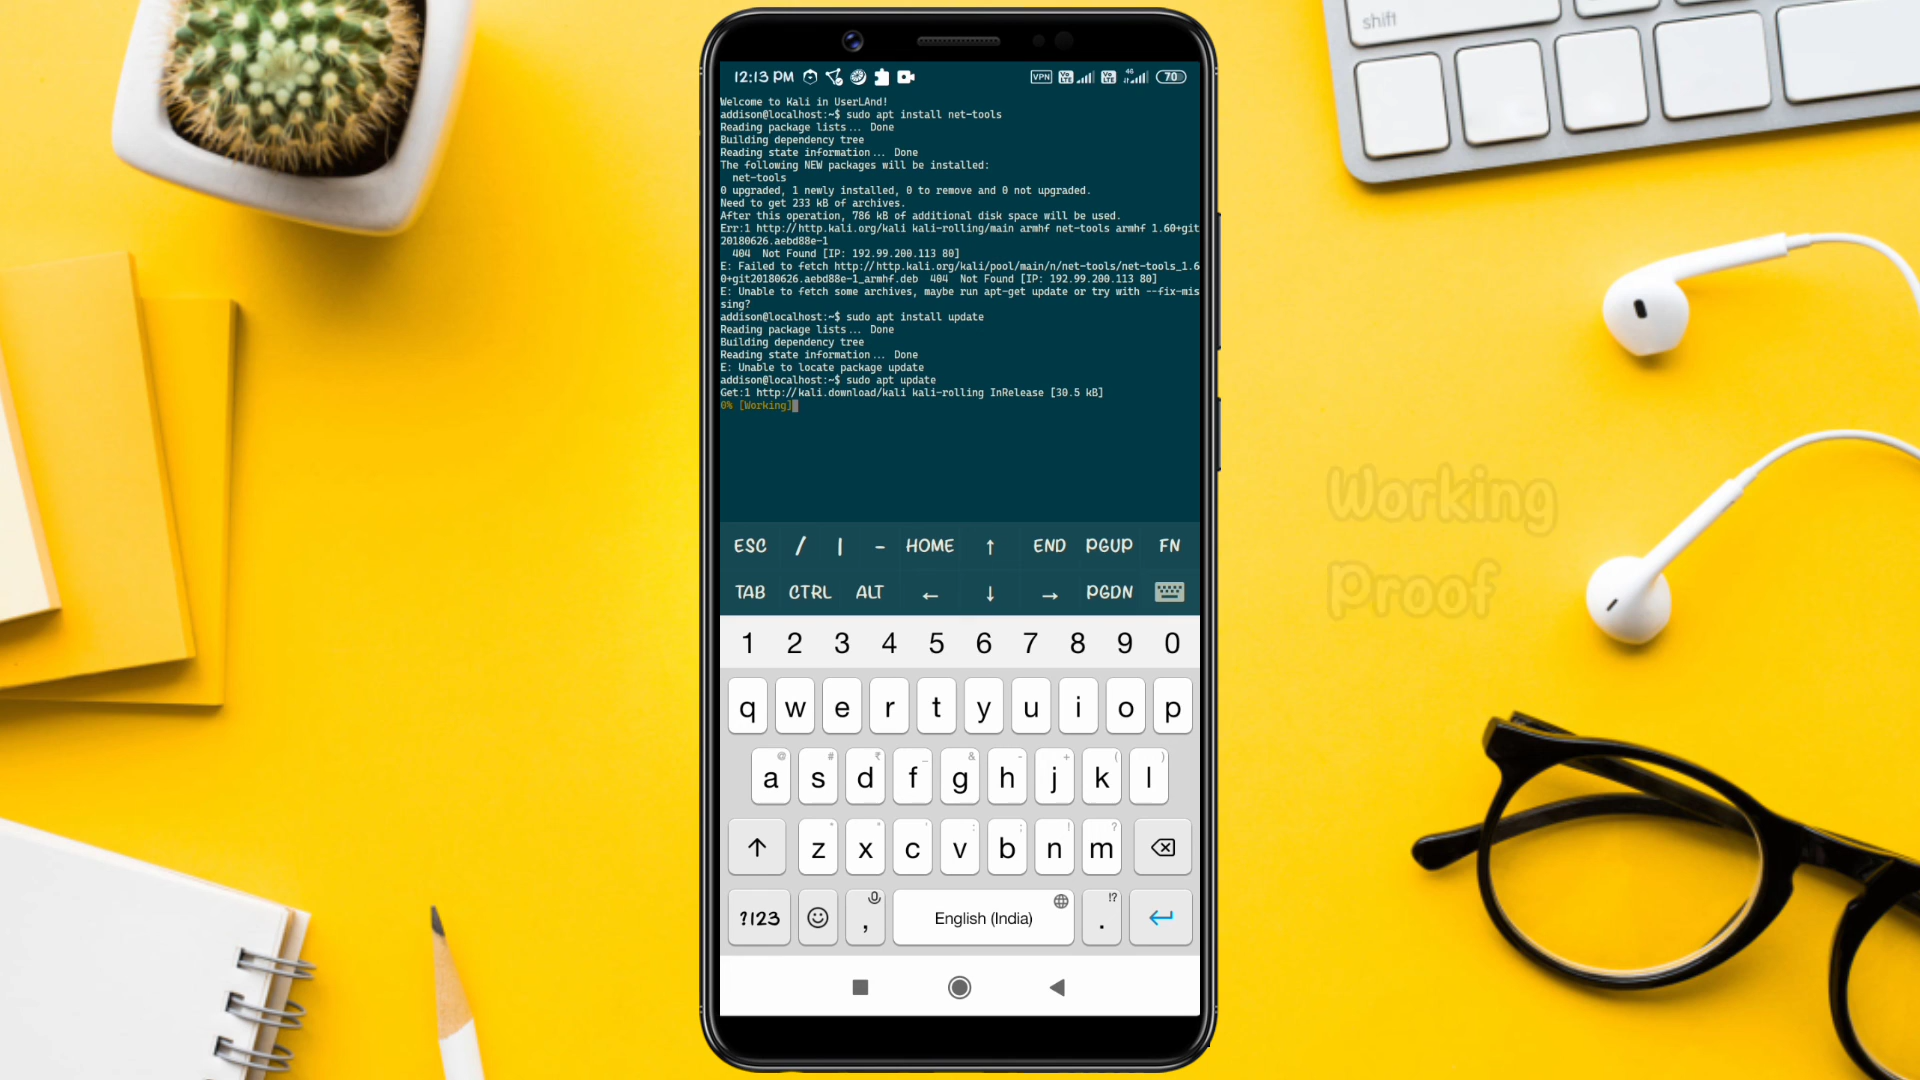 shift
12:13 PM
VPN
Vo LTE
Vo LTE
4G
70
Welcome to Kali in UserLAnd!
addison@localhost:~$ sudo apt install net-tools
Reading package lists... Done
Building dependency tree
Reading state information... Done
The following NEW packages will be installed:
net-tools
0 upgraded, 1 newly installed, 0 to remove and 0 not upgraded.
Need to get 233 kB of archives.
After this operation, 786 kB of additional disk space will be used.
Err:1 http://http.kali.org/kali kali-rolling/main armhf net-tools armhf 1.60+git
20180626.aebd88e-1
404  Not Found [IP: 192.99.200.113 80]
E: Failed to fetch http://http.kali.org/kali/pool/main/n/net-tools/net-tools_1.6
0+git20180626.aebd88e-1_armhf.deb  404  Not Found [IP: 192.99.200.113 80]
E: Unable to fetch some archives, maybe run apt-get update or try with --fix-mis
sing?
addison@localhost:~$ sudo apt install update
Reading package lists... Done
Building dependency tree
Reading state information... Done
E: Unable to locate package update
addison@localhost:~$ sudo apt update
Get:1 http://kali.download/kali kali-rolling InRelease [30.5 kB]
0% [Working]
Working
Proof
ESC / | - HOME ↑ END PGUP FN
TAB CTRL ALT ← ↓ → PGDN
1 2 3 4 5 6 7 8 9 0
q w e r t y u i o p
@ # ₹ _ & - + ( )
a s d f g h j k l
* " ' : ; ! ?
z x c v b n m
!?
?123 , English (India) .